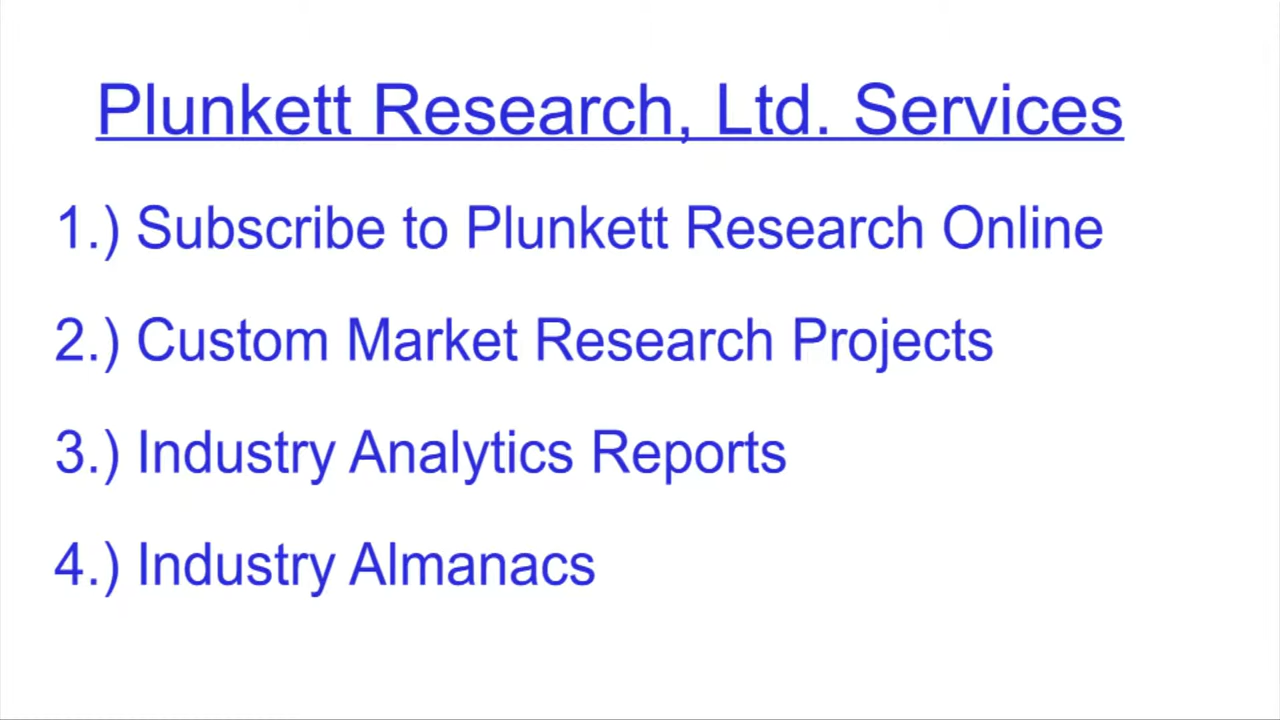 Plunkett Research, Ltd. Services
1.) Subscribe to Plunkett Research Online
2.) Custom Market Research Projects
3.) Industry Analytics Reports
4.) Industry Almanacs